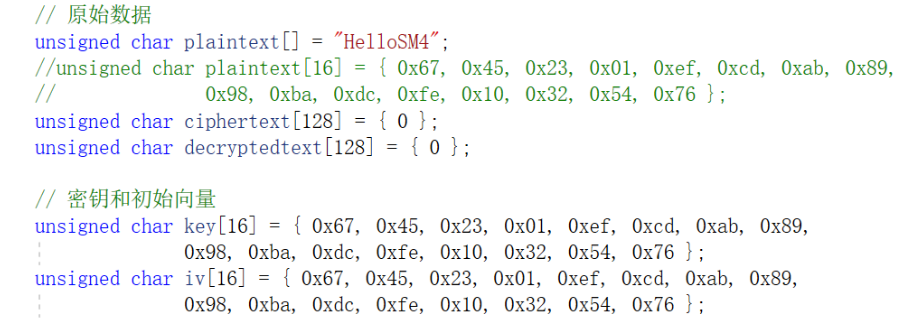 // 原始数据
unsigned char plaintext[] = "HelloSM4";
//unsigned char plaintext[16] = { 0x67, 0x45, 0x23, 0x01, 0xef, 0xcd, 0xab, 0x89,
//            0x98, 0xba, 0xdc, 0xfe, 0x10, 0x32, 0x54, 0x76 };
unsigned char ciphertext[128] = { 0 };
unsigned char decryptedtext[128] = { 0 };
// 密钥和初始向量
unsigned char key[16] = { 0x67, 0x45, 0x23, 0x01, 0xef, 0xcd, 0xab, 0x89,
            0x98, 0xba, 0xdc, 0xfe, 0x10, 0x32, 0x54, 0x76 };
unsigned char iv[16] = { 0x67, 0x45, 0x23, 0x01, 0xef, 0xcd, 0xab, 0x89,
            0x98, 0xba, 0xdc, 0xfe, 0x10, 0x32, 0x54, 0x76 };